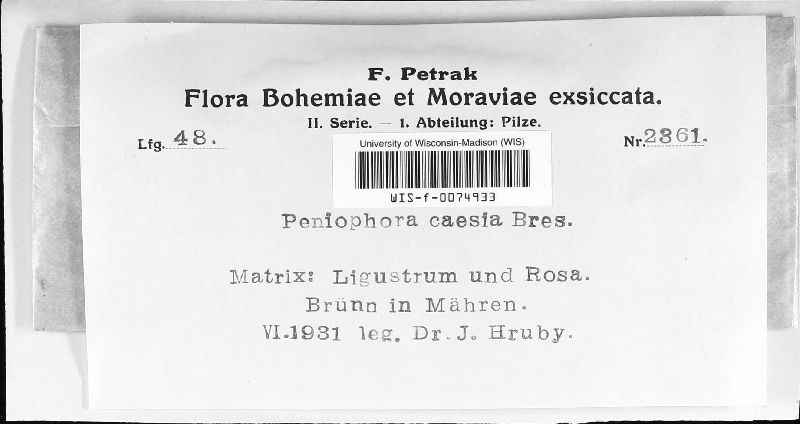 F. Petrak
Flora Bohemiae et Moraviae exsiccata.
II. Serie. — 1. Abteilung: Pilze.
Lfg. 48.
Nr. 2361.
University of Wisconsin-Madison (WIS)
WIS-f-0074933
Peniophora caesia Bres.
Matrix: Ligustrum und Rosa.
Brünn in Mähren.
VI.1931 leg. Dr. J. Hruby.